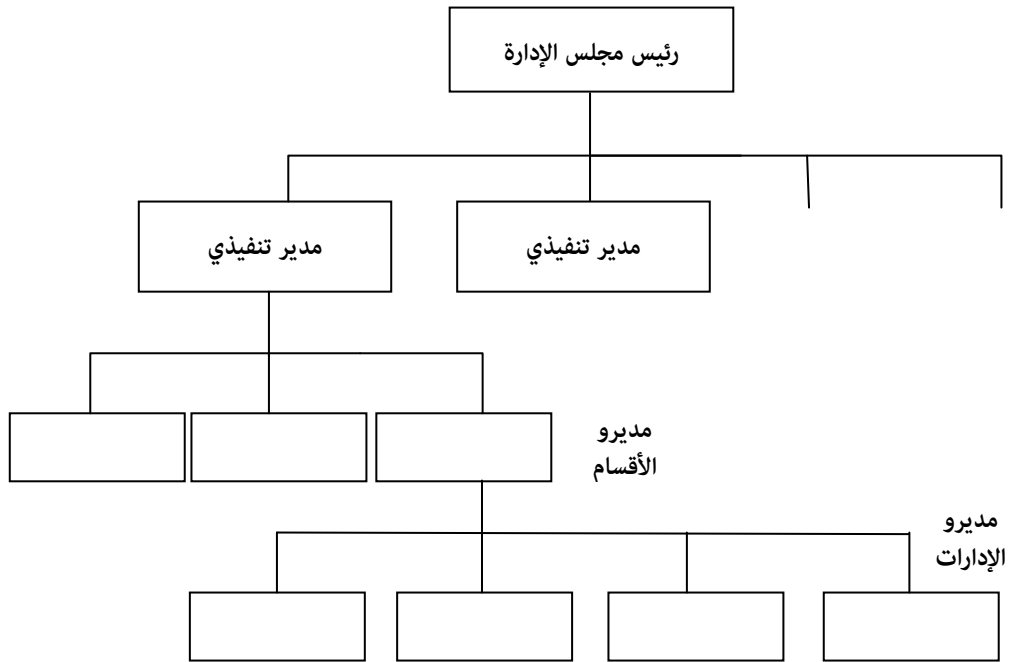 رئيس مجلس الإدارة
مدير تنفيذي
مدير تنفيذي
مديرو
الأقسام
مديرو
الإدارات